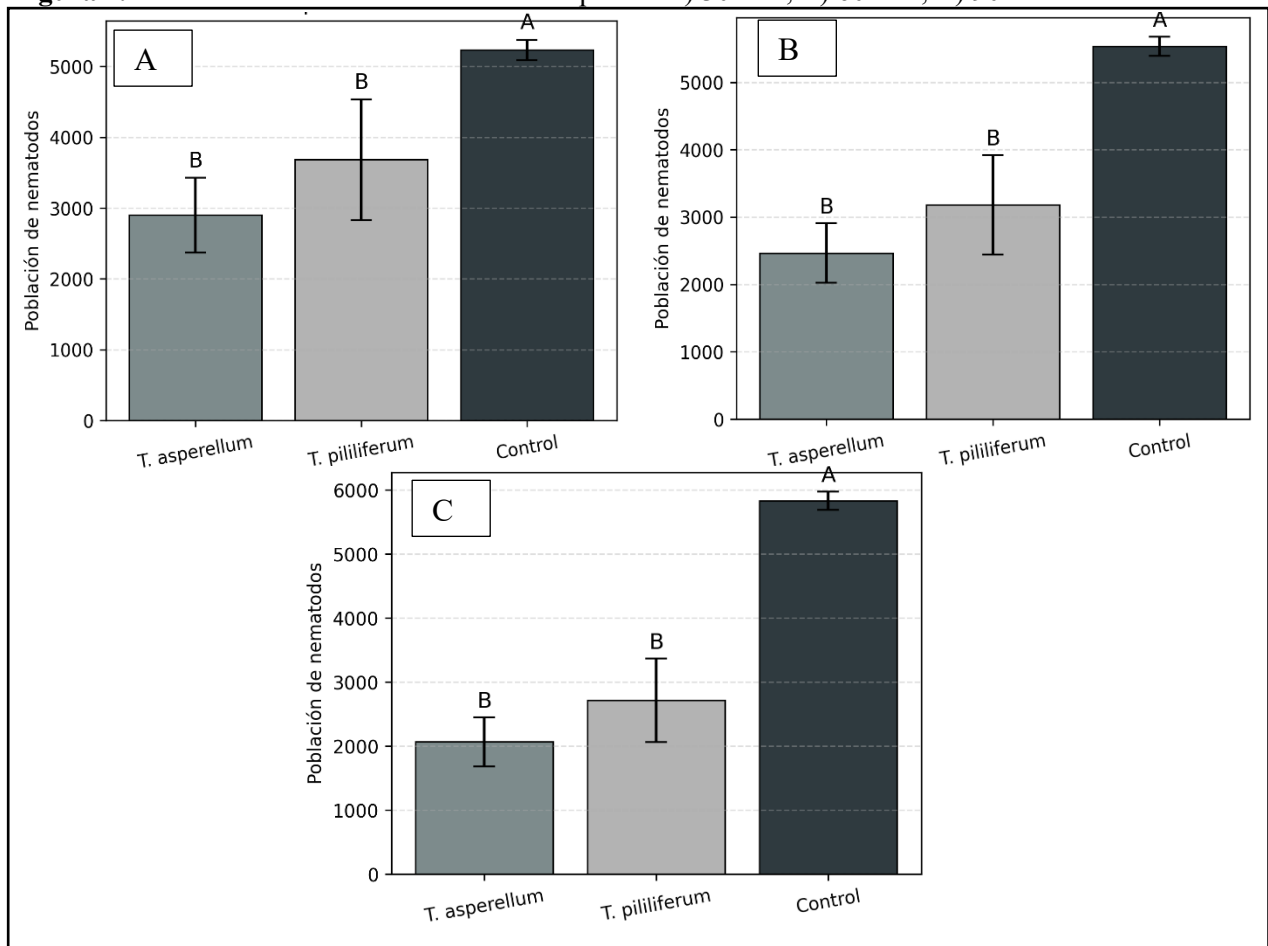 A
A
B
B
5000
4000
3000
2000
1000
0
Población de nematodos
T. asperellum
T. pililiferum
Control
B
A
B
B
5000
4000
3000
2000
1000
0
Población de nematodos
T. asperellum
T. pililiferum
Control
C
A
B
B
6000
5000
4000
3000
2000
1000
0
Población de nematodos
T. asperellum
T. pililiferum
Control